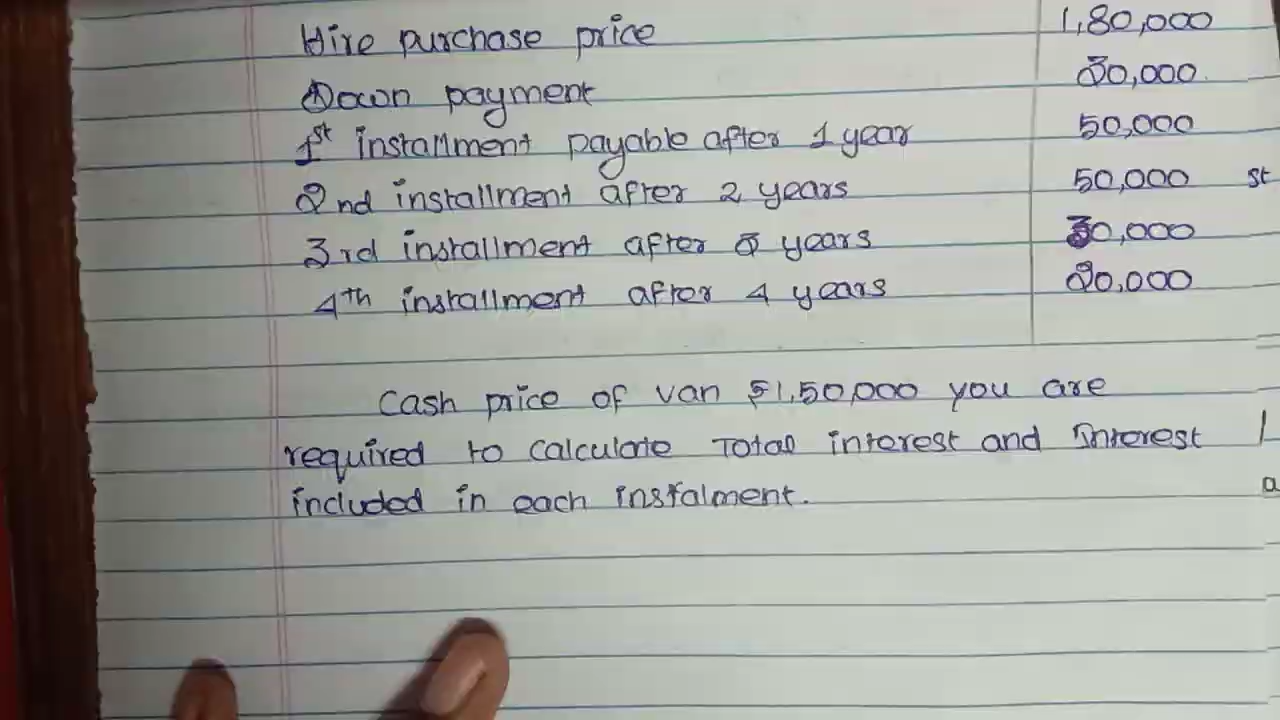 Hire purchase price 1,80,000
Down payment 30,000
1st installment payable after 1 year 50,000
2nd installment after 2 years 50,000 st
3rd installment after 3 years 30,000
4th installment after 4 years 20,000
Cash price of van ₹1,50,000 you are
required to calculate Total interest and Interest
included in each instalment. a